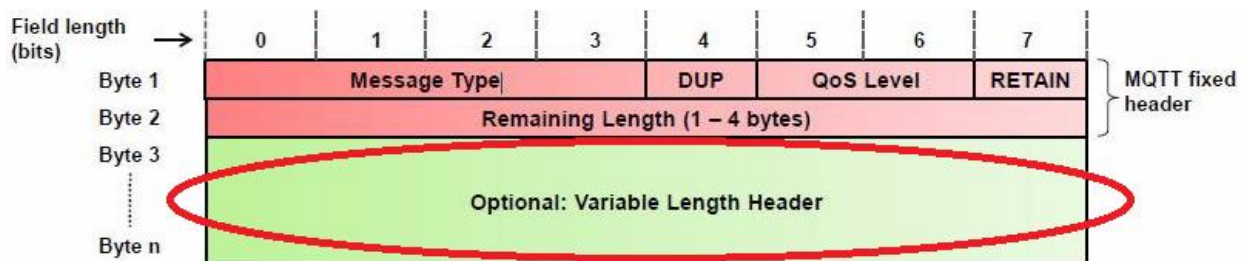 Field length
(bits)
0 1 2 3 4 5 6 7
Byte 1 Message Type DUP QoS Level RETAIN
MQTT fixed
header
Byte 2 Remaining Length (1 – 4 bytes)
Byte 3
Optional: Variable Length Header
Byte n